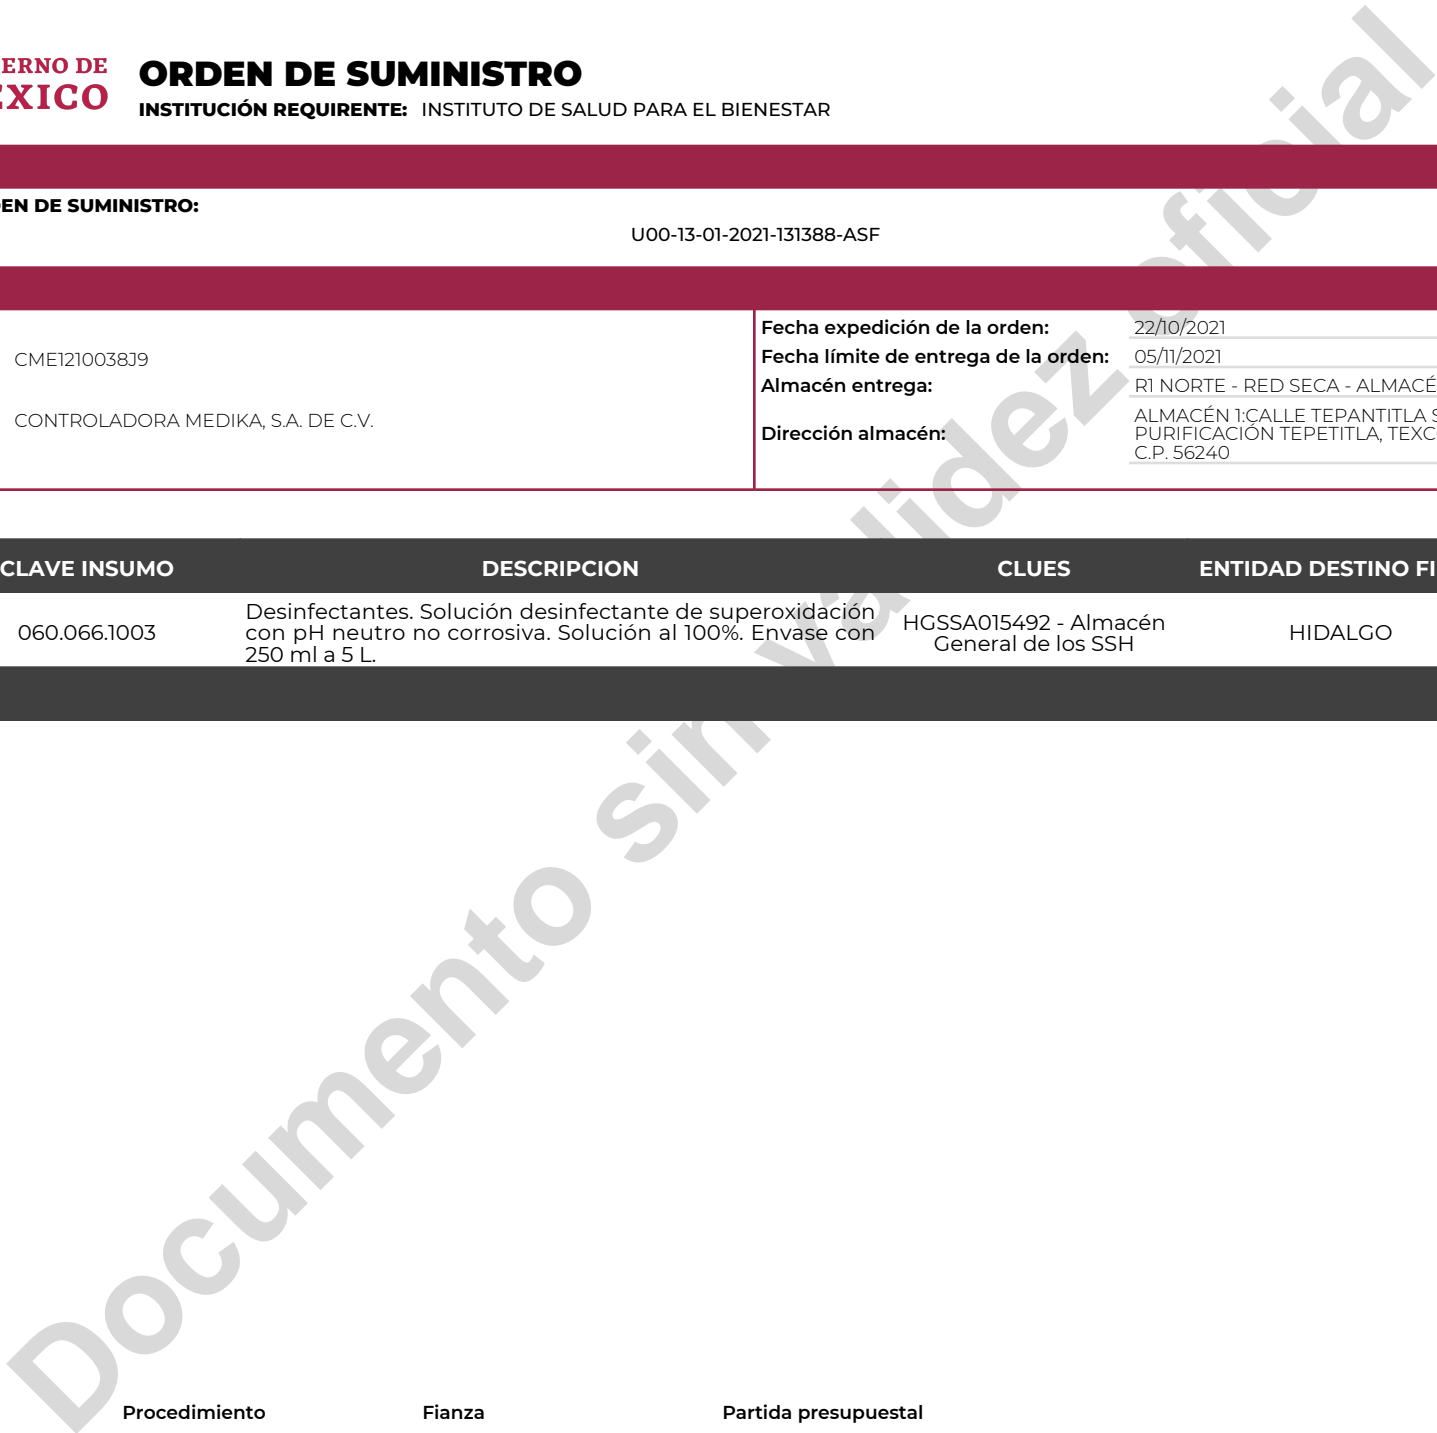 ERNO DE
ÉXICO
ORDEN DE SUMINISTRO
INSTITUCIÓN REQUIRENTE: INSTITUTO DE SALUD PARA EL BIENESTAR
EN DE SUMINISTRO:
U00-13-01-2021-131388-ASF
CME1210038J9
CONTROLADORA MEDIKA, S.A. DE C.V.
Fecha expedición de la orden: 22/10/2021
Fecha límite de entrega de la orden: 05/11/2021
Almacén entrega: R1 NORTE - RED SECA - ALMACÉ
Dirección almacén:
ALMACÉN 1:CALLE TEPANTITLA S
PURIFICACIÓN TEPETITLA, TEXC
C.P. 56240
CLAVE INSUMO DESCRIPCION CLUES ENTIDAD DESTINO FI
060.066.1003
Desinfectantes. Solución desinfectante de superoxidación
con pH neutro no corrosiva. Solución al 100%. Envase con
250 ml a 5 L.
HGSSA015492 - Almacén
General de los SSH
HIDALGO
Documento sin validez oficial
Procedimiento Fianza Partida presupuestal